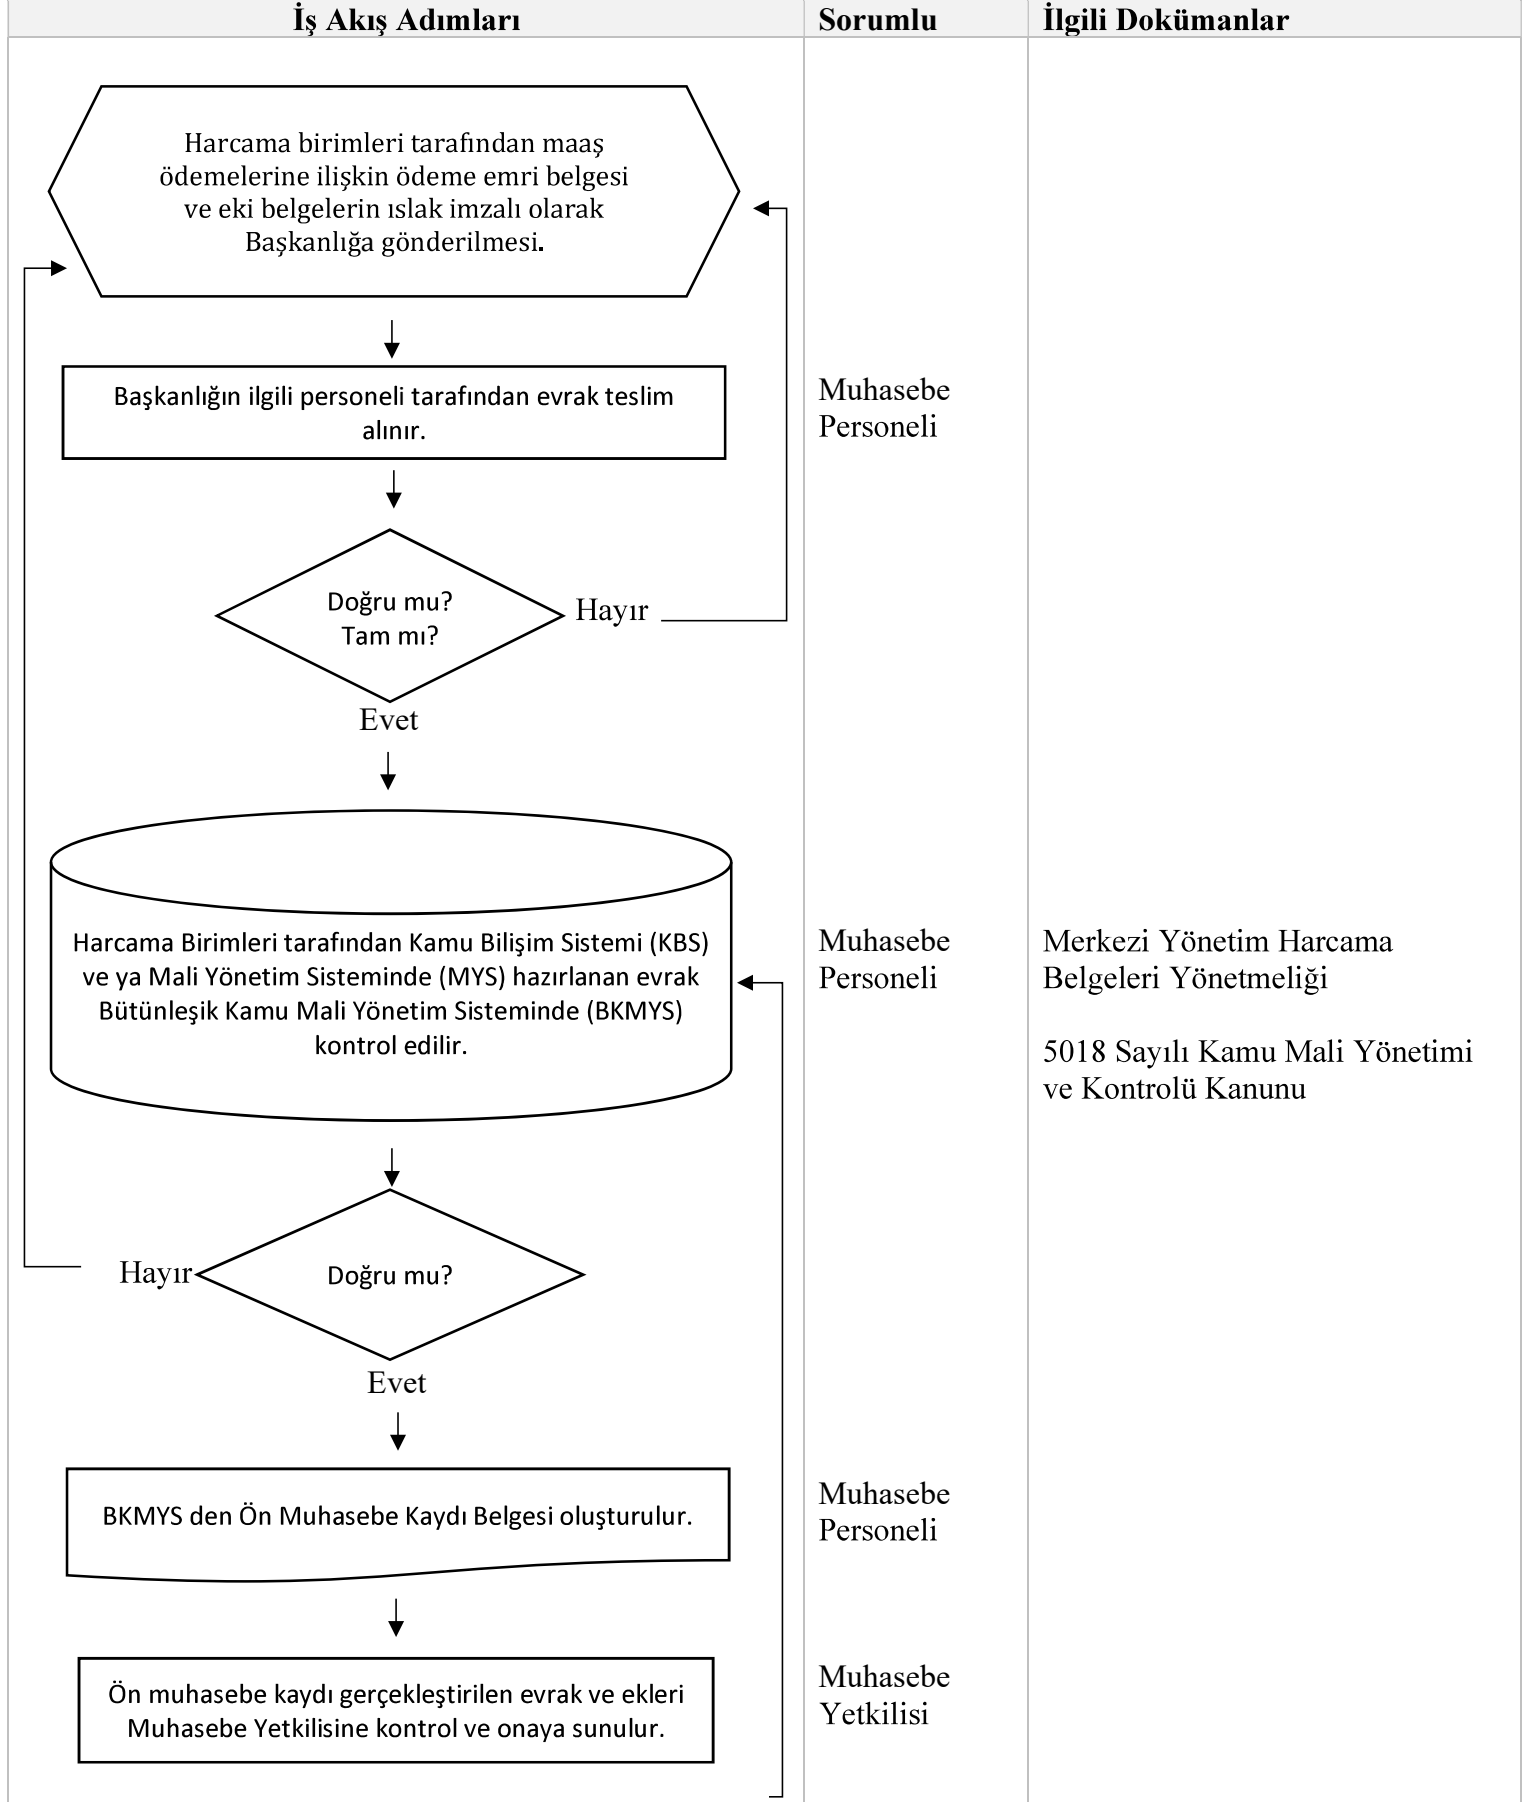 İş Akış Adımları
Sorumlu
İlgili Dokümanlar
Harcama birimleri tarafından maaş
ödemelerine ilişkin ödeme emri belgesi
ve eki belgelerin ıslak imzalı olarak
Başkanlığa gönderilmesi.
Başkanlığın ilgili personeli tarafından evrak teslim
alınır.
Muhasebe
Personeli
Doğru mu?
Tam mı?
Hayır
Evet
Harcama Birimleri tarafından Kamu Bilişim Sistemi (KBS)
ve ya Mali Yönetim Sisteminde (MYS) hazırlanan evrak
Bütünleşik Kamu Mali Yönetim Sisteminde (BKMYS)
kontrol edilir.
Muhasebe
Personeli
Merkezi Yönetim Harcama
Belgeleri Yönetmeliği
5018 Sayılı Kamu Mali Yönetimi
ve Kontrolü Kanunu
Hayır
Doğru mu?
Evet
BKMYS den Ön Muhasebe Kaydı Belgesi oluşturulur.
Muhasebe
Personeli
Ön muhasebe kaydı gerçekleştirilen evrak ve ekleri
Muhasebe Yetkilisine kontrol ve onaya sunulur.
Muhasebe
Yetkilisi